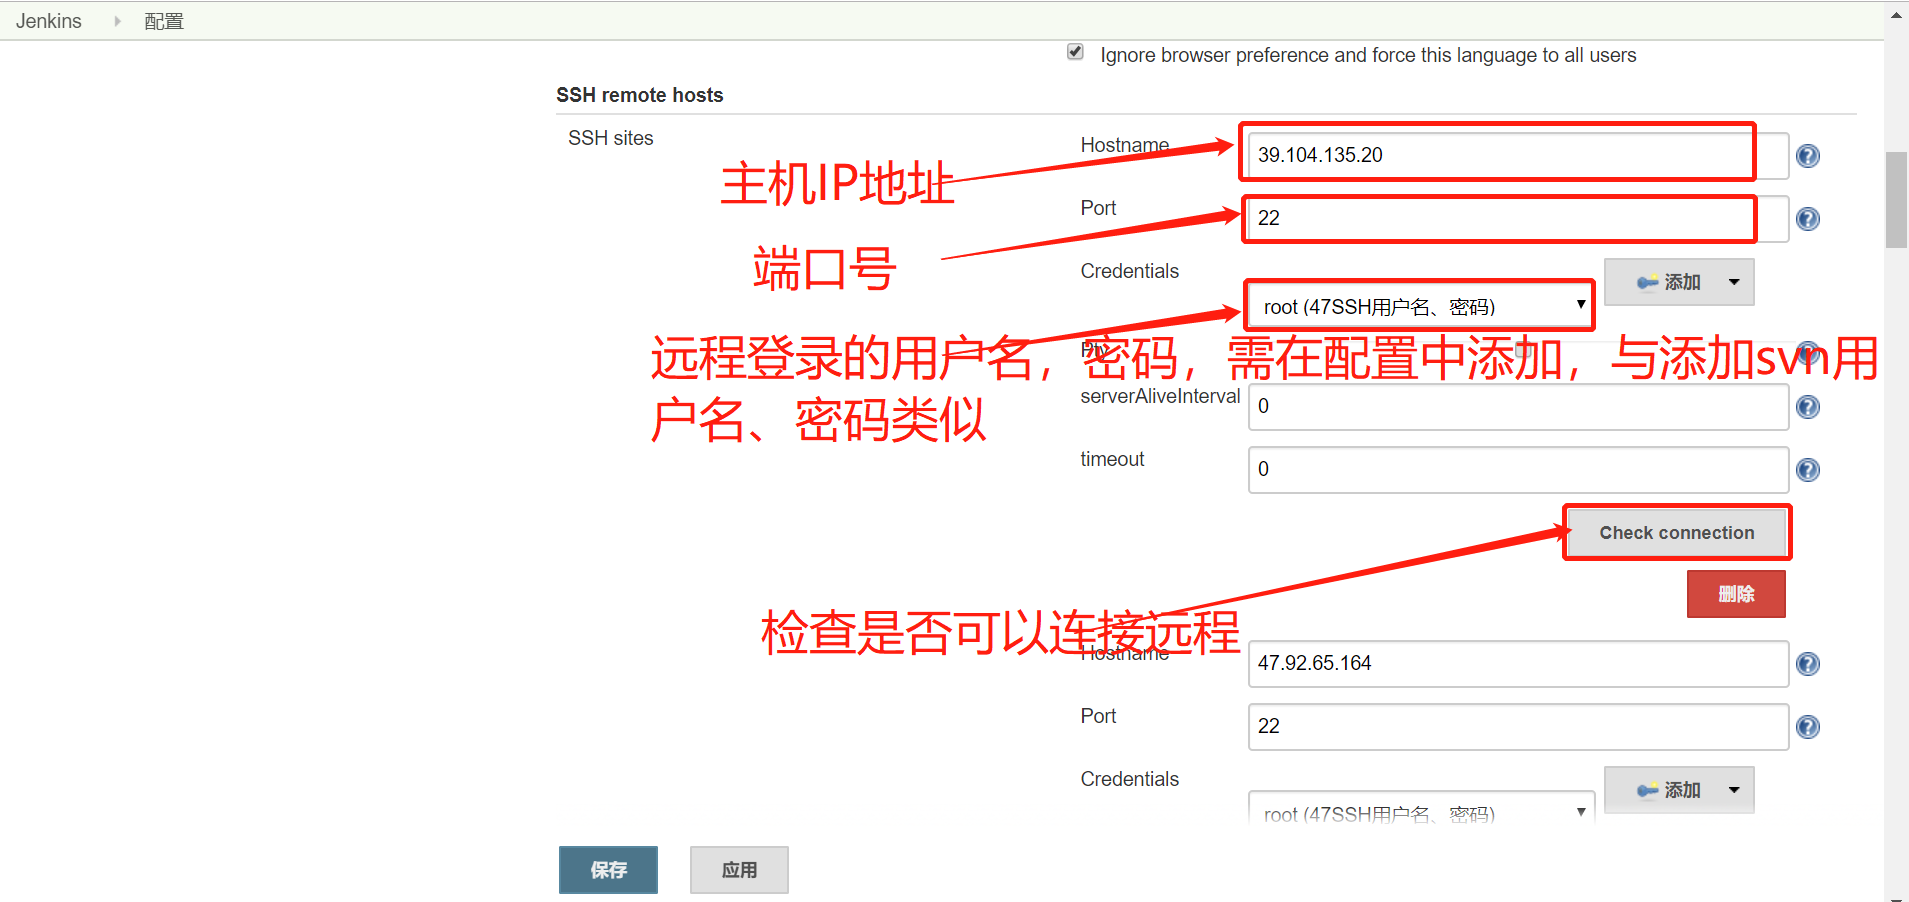 Jenkins
配置
Ignore browser preference and force this language to all users
SSH remote hosts
SSH sites
Hostname
39.104.135.20
主机IP地址
Port
22
端口号
Credentials
添加
root (47SSH用户名、密码)
Pty
远程登录的用户名，密码，需在配置中添加，与添加svn用
户名、密码类似
serverAliveInterval
0
timeout
0
Check connection
删除
检查是否可以连接远程
Hostname
47.92.65.164
Port
22
Credentials
添加
root (47SSH用户名、密码)
保存
应用